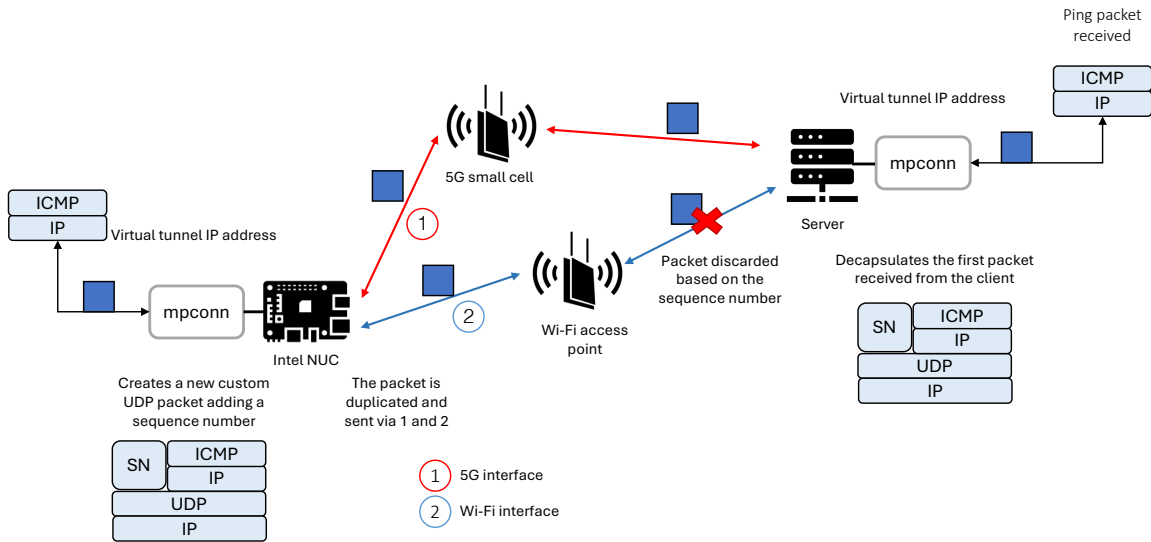 Ping packet
received
ICMP
IP
Virtual tunnel IP address
mpconn
Server
5G small cell
1
ICMP
IP
Virtual tunnel IP address
mpconn
Intel NUC
2
Wi-Fi access
point
Packet discarded
based on the
sequence number
Decapsulates the first packet
received from the client
SN
ICMP
IP
UDP
IP
Creates a new custom
UDP packet adding a
sequence number
The packet is
duplicated and
sent via 1 and 2
SN
ICMP
IP
UDP
IP
1 5G interface
2 Wi-Fi interface